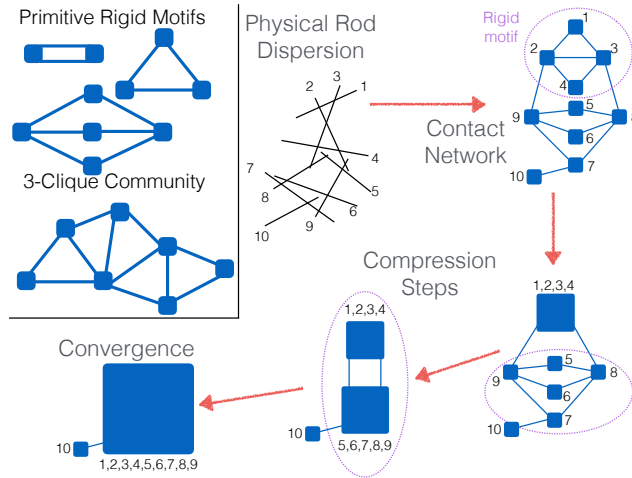 Primitive Rigid Motifs
3-Clique Community
Physical Rod
Dispersion
3
2
1
4
7
8
5
6
9
10
Rigid
motif
1
2
3
4
5
9
8
6
7
10
Contact
Network
Compression
Steps
1,2,3,4
5
9
8
6
7
10
1,2,3,4
10
5,6,7,8,9
Convergence
10
1,2,3,4,5,6,7,8,9